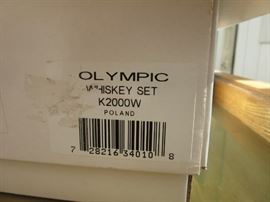 OLYMPIC
WHISKEY SET
K2000W
POLAND
7 28216 34010 8